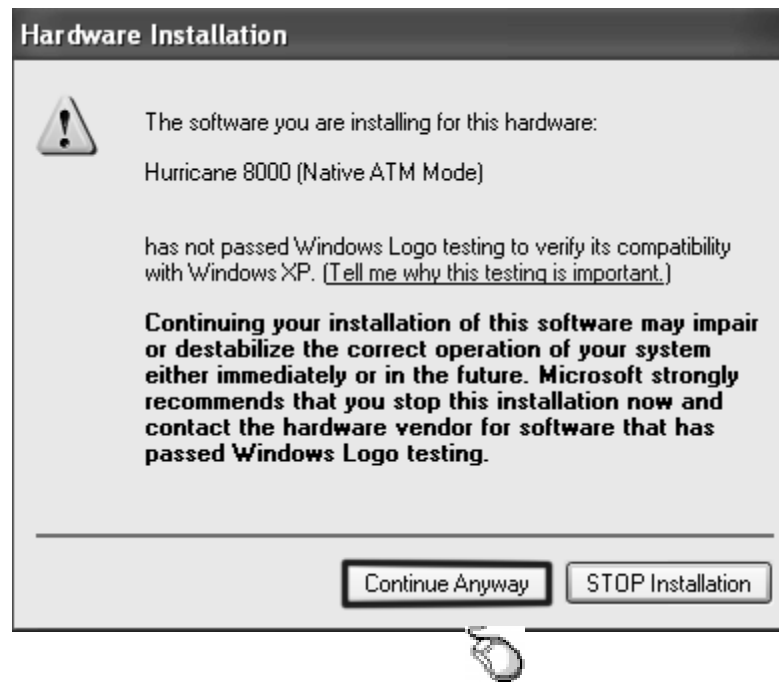 Hardware Installation
The software you are installing for this hardware:
Hurricane 8000 (Native ATM Mode)
has not passed Windows Logo testing to verify its compatibility
with Windows XP. (Tell me why this testing is important.)
Continuing your installation of this software may impair
or destabilize the correct operation of your system
either immediately or in the future. Microsoft strongly
recommends that you stop this installation now and
contact the hardware vendor for software that has
passed Windows Logo testing.
Continue Anyway
STOP Installation